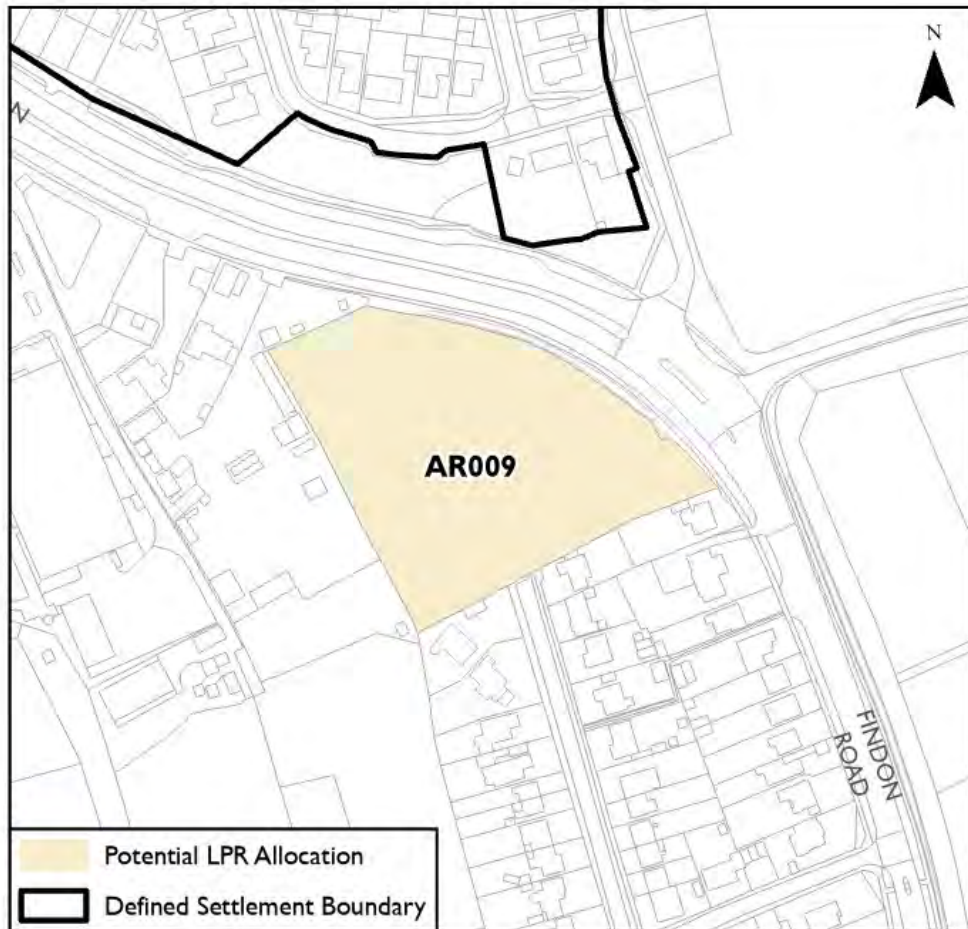 N
N
AR009
FINDON
ROAD
Potential LPR Allocation
Defined Settlement Boundary